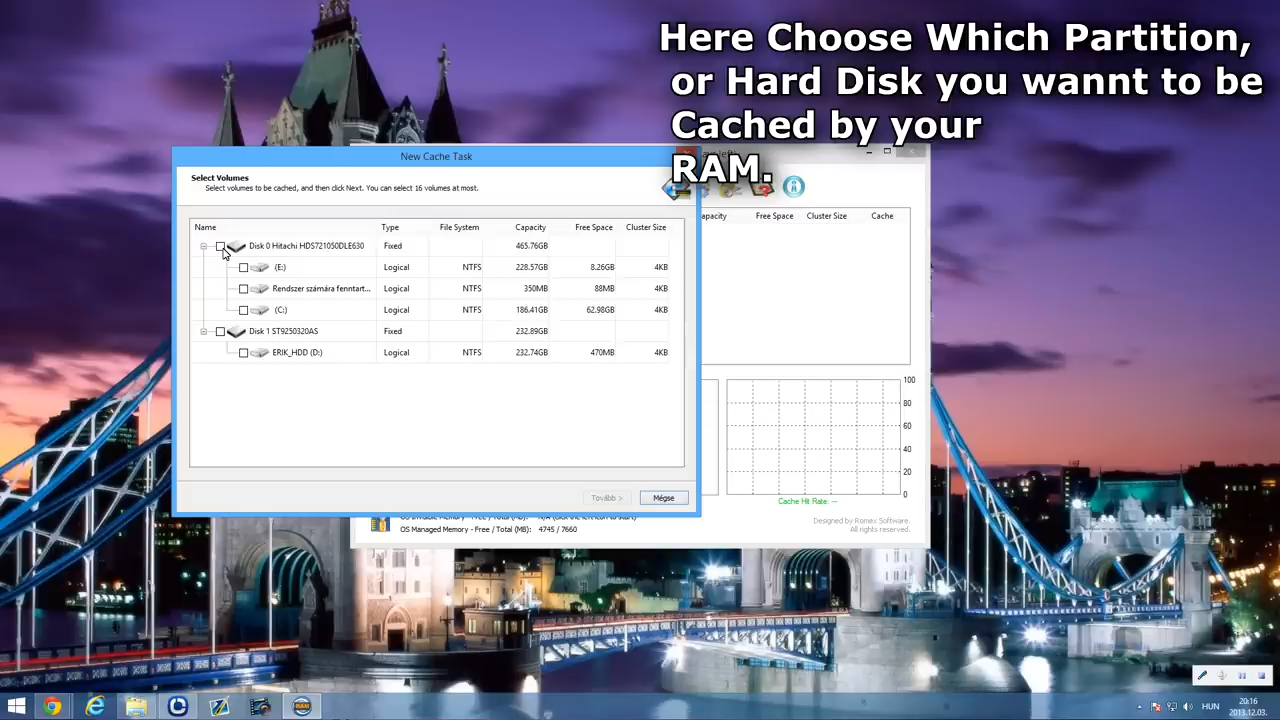 Here Choose Which Partition,
or Hard Disk you wannt to be
Cached by your
RAM.
New Cache Task
Select Volumes
Select volumes to be cached, and then click Next. You can select 16 volumes at most.
Name Type File System Capacity Free Space Cluster Size
Disk 0 Hitachi HDS721050DLE630 Fixed 465.76GB
(E:) Logical NTFS 228.57GB 8.26GB 4KB
Rendszer számára fenntart... Logical NTFS 350MB 88MB 4KB
(C:) Logical NTFS 186.41GB 62.98GB 4KB
Disk 1 ST9250320AS Fixed 232.89GB
ERIK_HDD (D:) Logical NTFS 232.74GB 470MB 4KB
Tovább >
Mégse
Free Space Cluster Size Cache
100
80
60
40
20
0
Cache Hit Rate: --
OS Managed Memory - Free / Total (MB): 4745 / 7660
Designed by Romex Software.
All rights reserved.
HUN
20:16
2013.12.03.